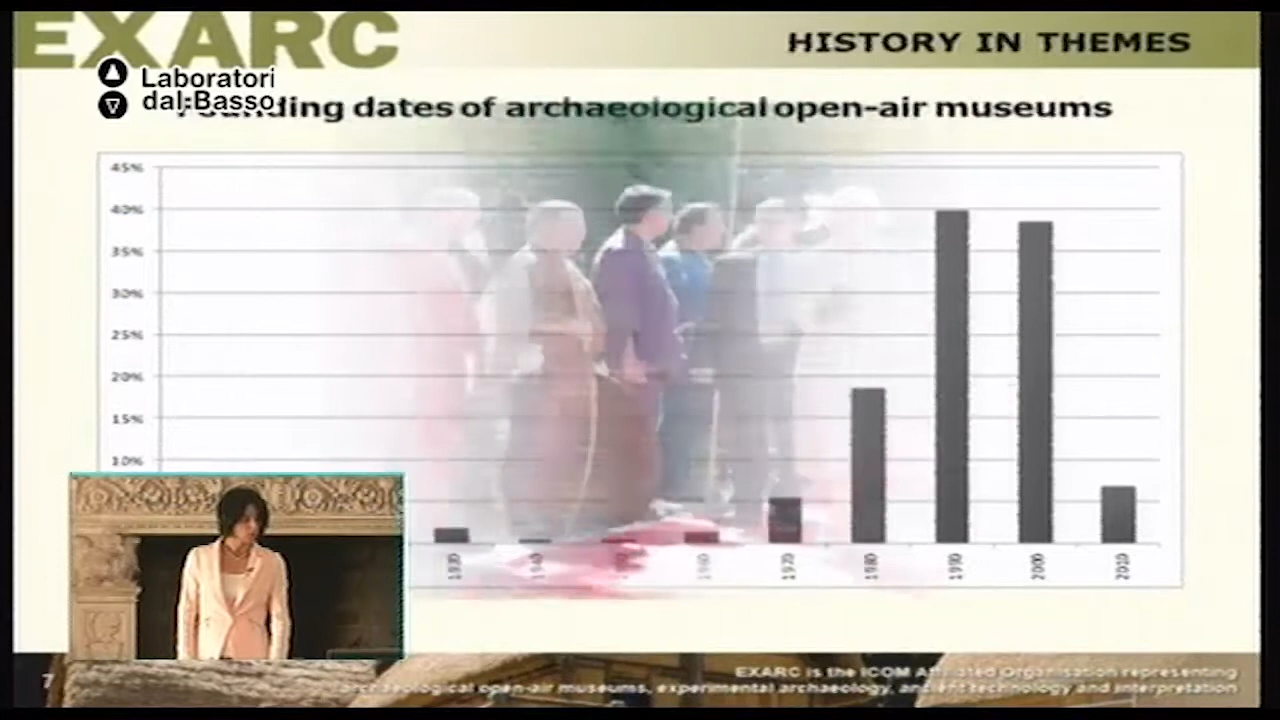 EXARC
HISTORY IN THEMES
Laboratori
dal Basso
Founding dates of archaeological open-air museums
45%
40%
35%
30%
25%
20%
15%
10%
1930
1940
1960
1970
1980
1990
2000
2010
7
EXARC is the ICOM Affiliated Organisation representing
archaeological open-air museums, experimental archaeology, ancient technology and interpretation